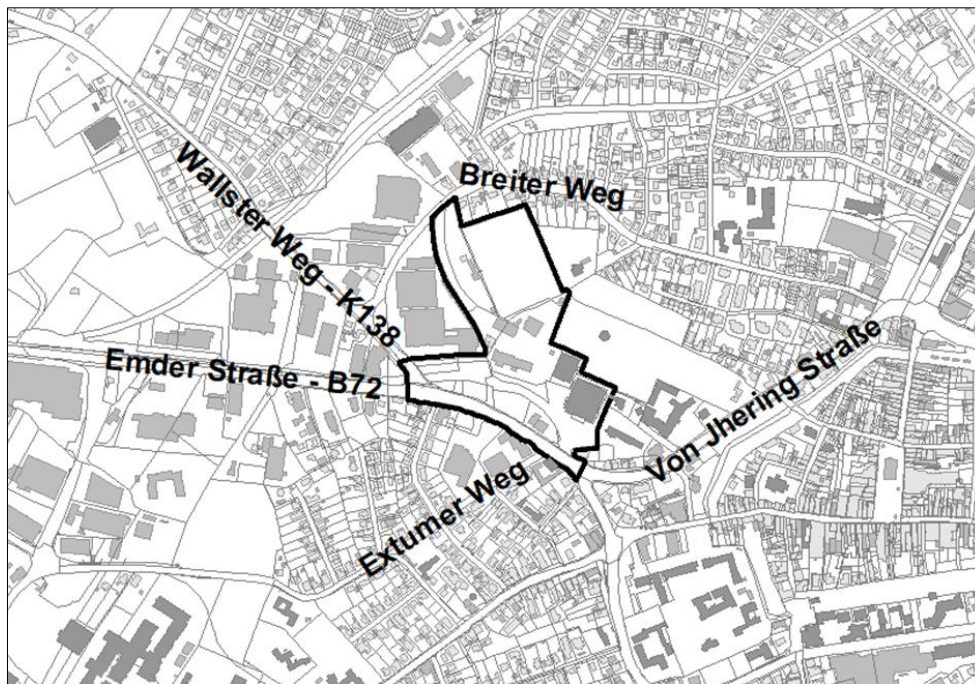 Breiter Weg
Wallster Weg - K138
Emder Straße - B72
Von Jhering Straße
Extumer Weg